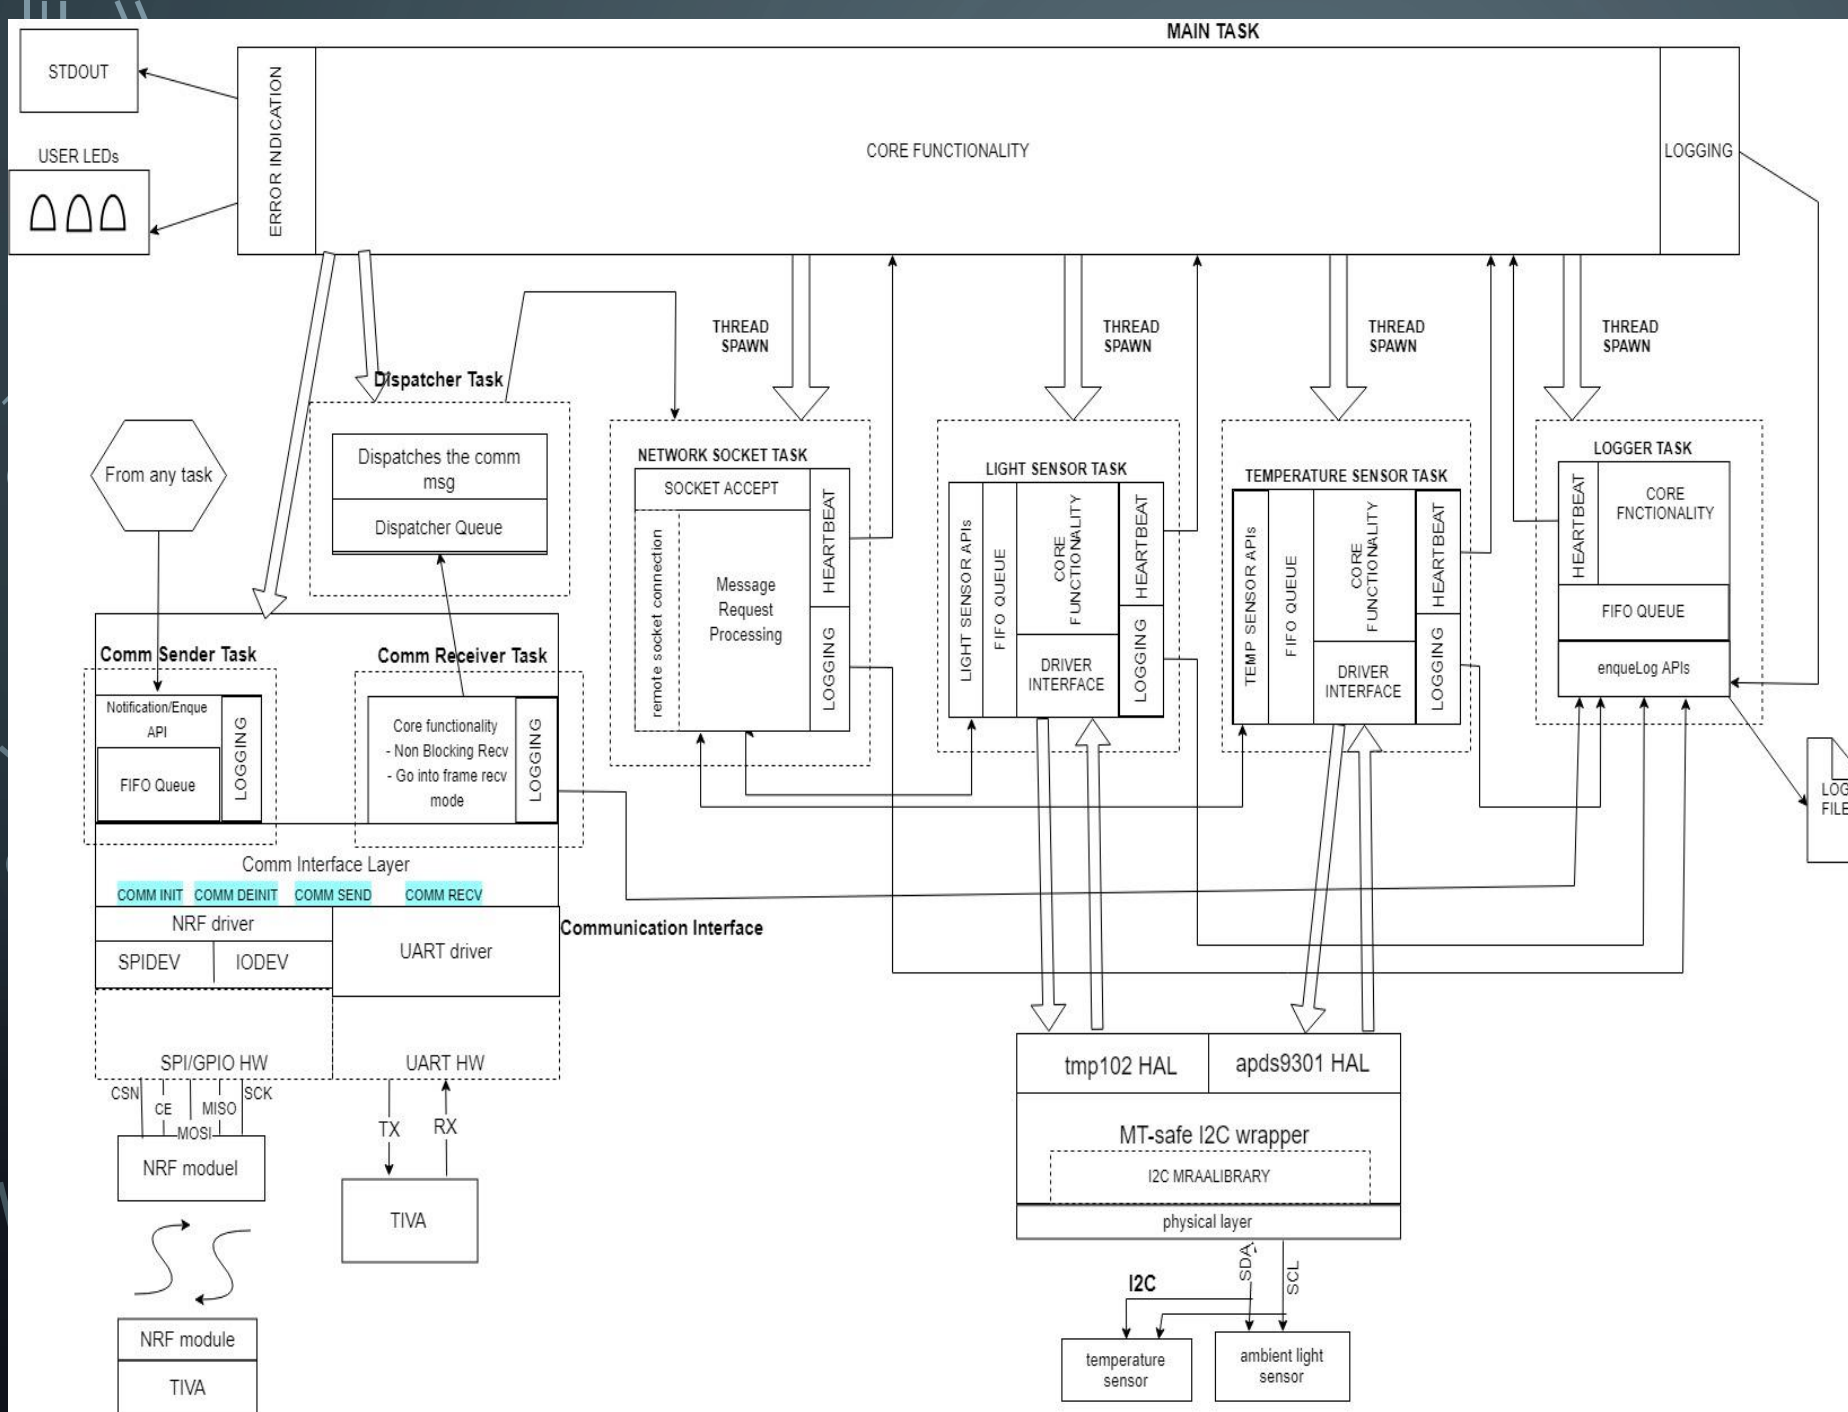 MAIN TASK
STDOUT
USER LEDs
ERROR INDICATION
CORE FUNCTIONALITY
LOGGING
THREAD
SPAWN
THREAD
SPAWN
THREAD
SPAWN
THREAD
SPAWN
Dispatcher Task
Dispatches the comm
msg
Dispatcher Queue
From any task
NETWORK SOCKET TASK
SOCKET ACCEPT
remote socket connection
Message
Request
Processing
HEARTBEAT
LOGGING
LIGHT SENSOR TASK
LIGHT SENSOR APIs
FIFO QUEUE
CORE
FUNCTIONALITY
DRIVER
INTERFACE
HEARTBEAT
LOGGING
TEMPERATURE SENSOR TASK
TEMP SENSOR APIs
FIFO QUEUE
CORE
FUNCTIONALITY
DRIVER
INTERFACE
HEARTBEAT
LOGGING
LOGGER TASK
HEARTBEAT
CORE
FNCTIONALITY
FIFO QUEUE
enqueLog APIs
LOG
FILE
Comm Sender Task
Notification/Enque
API
FIFO Queue
LOGGING
Comm Receiver Task
Core functionality
- Non Blocking Recv
- Go into frame recv
mode
LOGGING
Comm Interface Layer
COMM INIT
COMM DEINIT
COMM SEND
COMM RECV
Communication Interface
NRF driver
SPIDEV
IODEV
UART driver
SPI/GPIO HW
UART HW
CSN
CE
MOSI
MISO
SCK
TX
RX
NRF moduel
TIVA
NRF module
TIVA
tmp102 HAL
apds9301 HAL
MT-safe I2C wrapper
I2C MRAALIBRARY
physical layer
SDA
SCL
I2C
temperature
sensor
ambient light
sensor